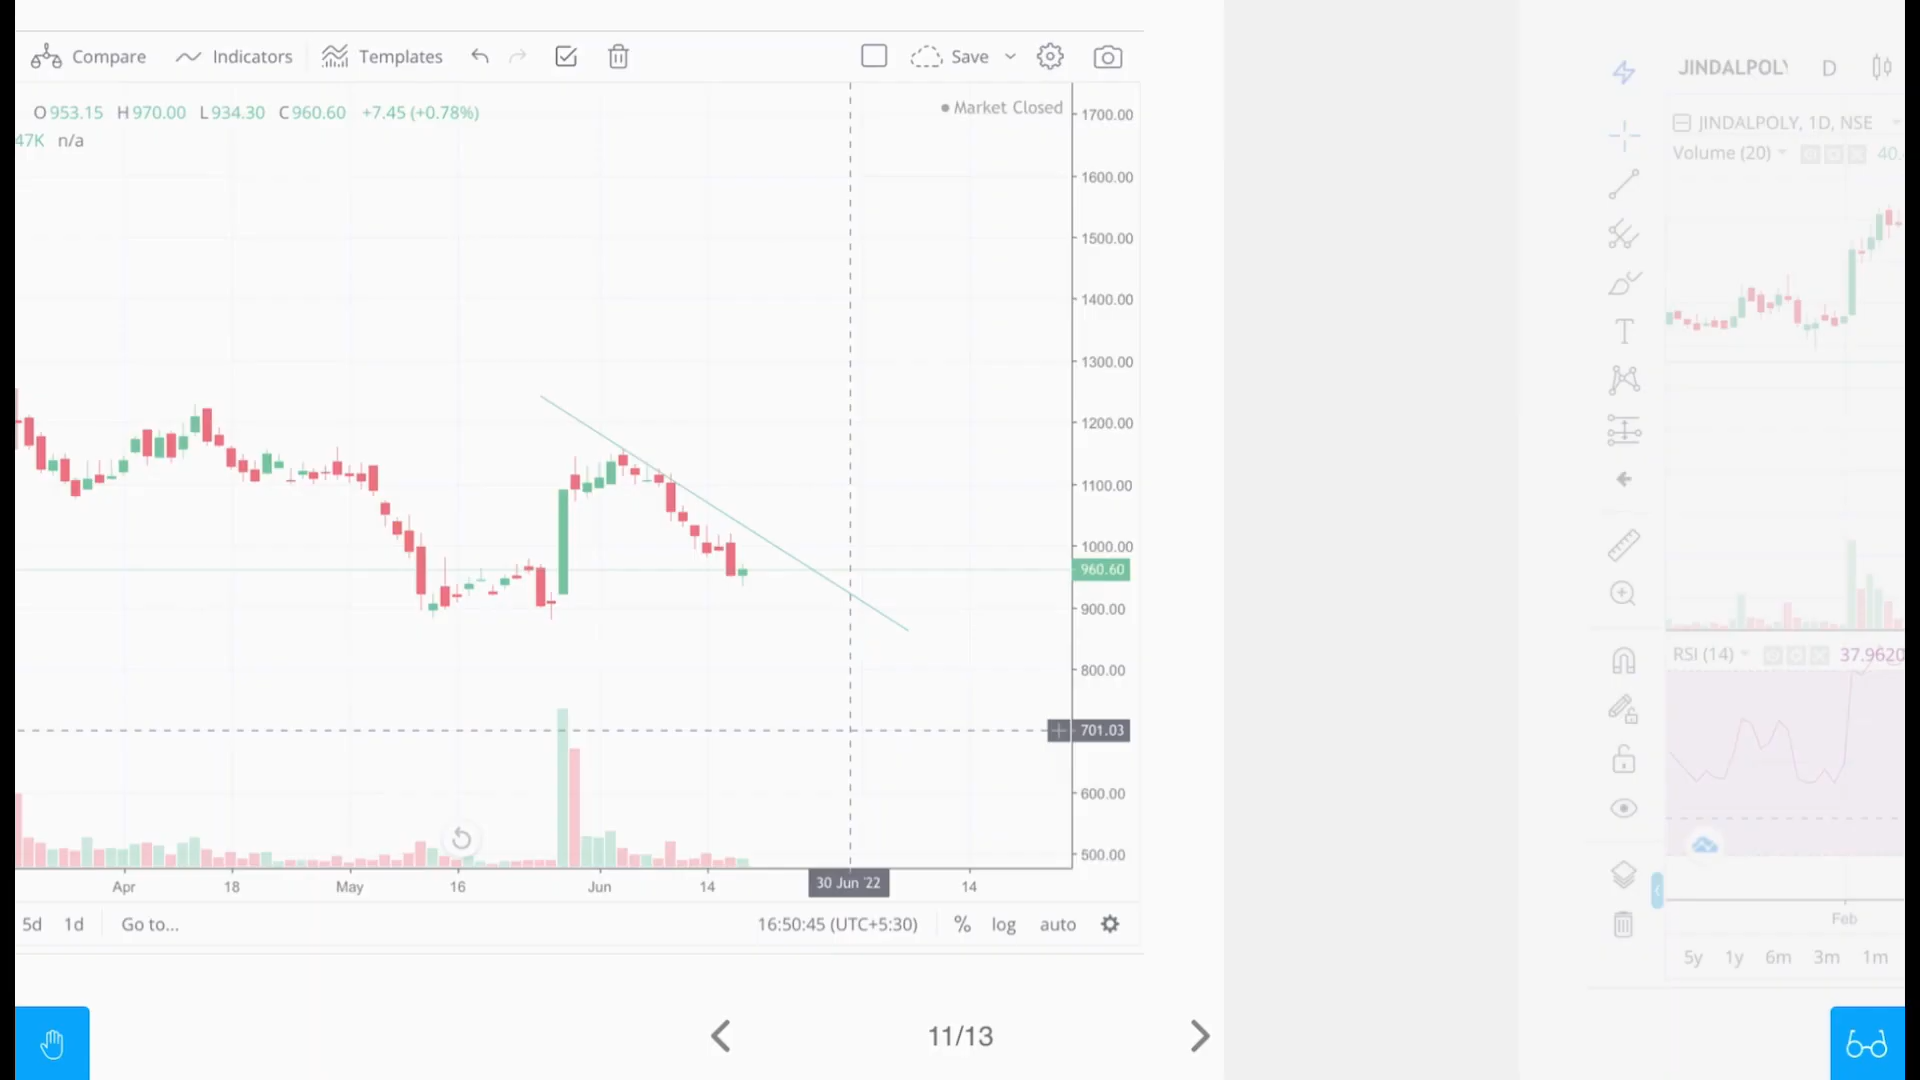 Compare Indicators Templates Save
O953.15 H970.00 L934.30 C960.60 +7.45 (+0.78%)
Market Closed
47K n/a
1700.00
1600.00
1500.00
1400.00
1300.00
1200.00
1100.00
1000.00
960.60
900.00
800.00
701.03
600.00
500.00
Apr 18 May 16 Jun 14 30 Jun '22 14
5d 1d Go to... 16:50:45 (UTC+5:30) % log auto
11/13
D
JINDALPOLY, 1D, NSE
Volume (20) 40.
T
RSI (14) 37.9620
Feb
5y 1y 6m 3m 1m